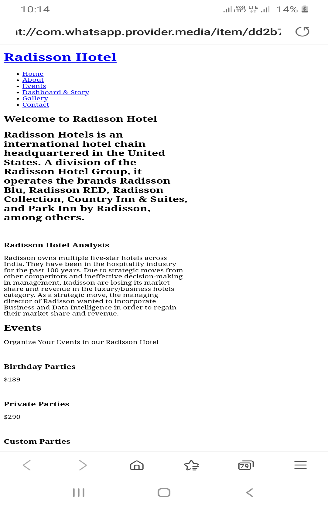 10:14
14%
ıt://com.whatsapp.provider.media/item/dd2b7
Radisson Hotel
Home
About
Events
Dashboard & Story
Gallery
Contact
Welcome to Radisson Hotel
Radisson Hotels is an
international hotel chain
headquartered in the United
States. A division of the
Radisson Hotel Group, it
operates the brands Radisson
Blu, Radisson RED, Radisson
Collection, Country Inn & Suites,
and Park Inn by Radisson,
among others.
Radisson Hotel Analysis
Radisson owns multiple five-star hotels across
India. They have been in the hospitality industry
for the past 100 years. Due to strategic moves from
other competitors and ineffective decision-making
in management, Radisson are losing its market
share and revenue in the luxury/business hotels
category. As a strategic move, the managing
director of Radisson wanted to incorporate
Business and Data Intelligence in order to regain
their market share and revenue.
Events
Organize Your Events in our Radisson Hotel
Birthday Parties
$189
Private Parties
$290
Custom Parties
79